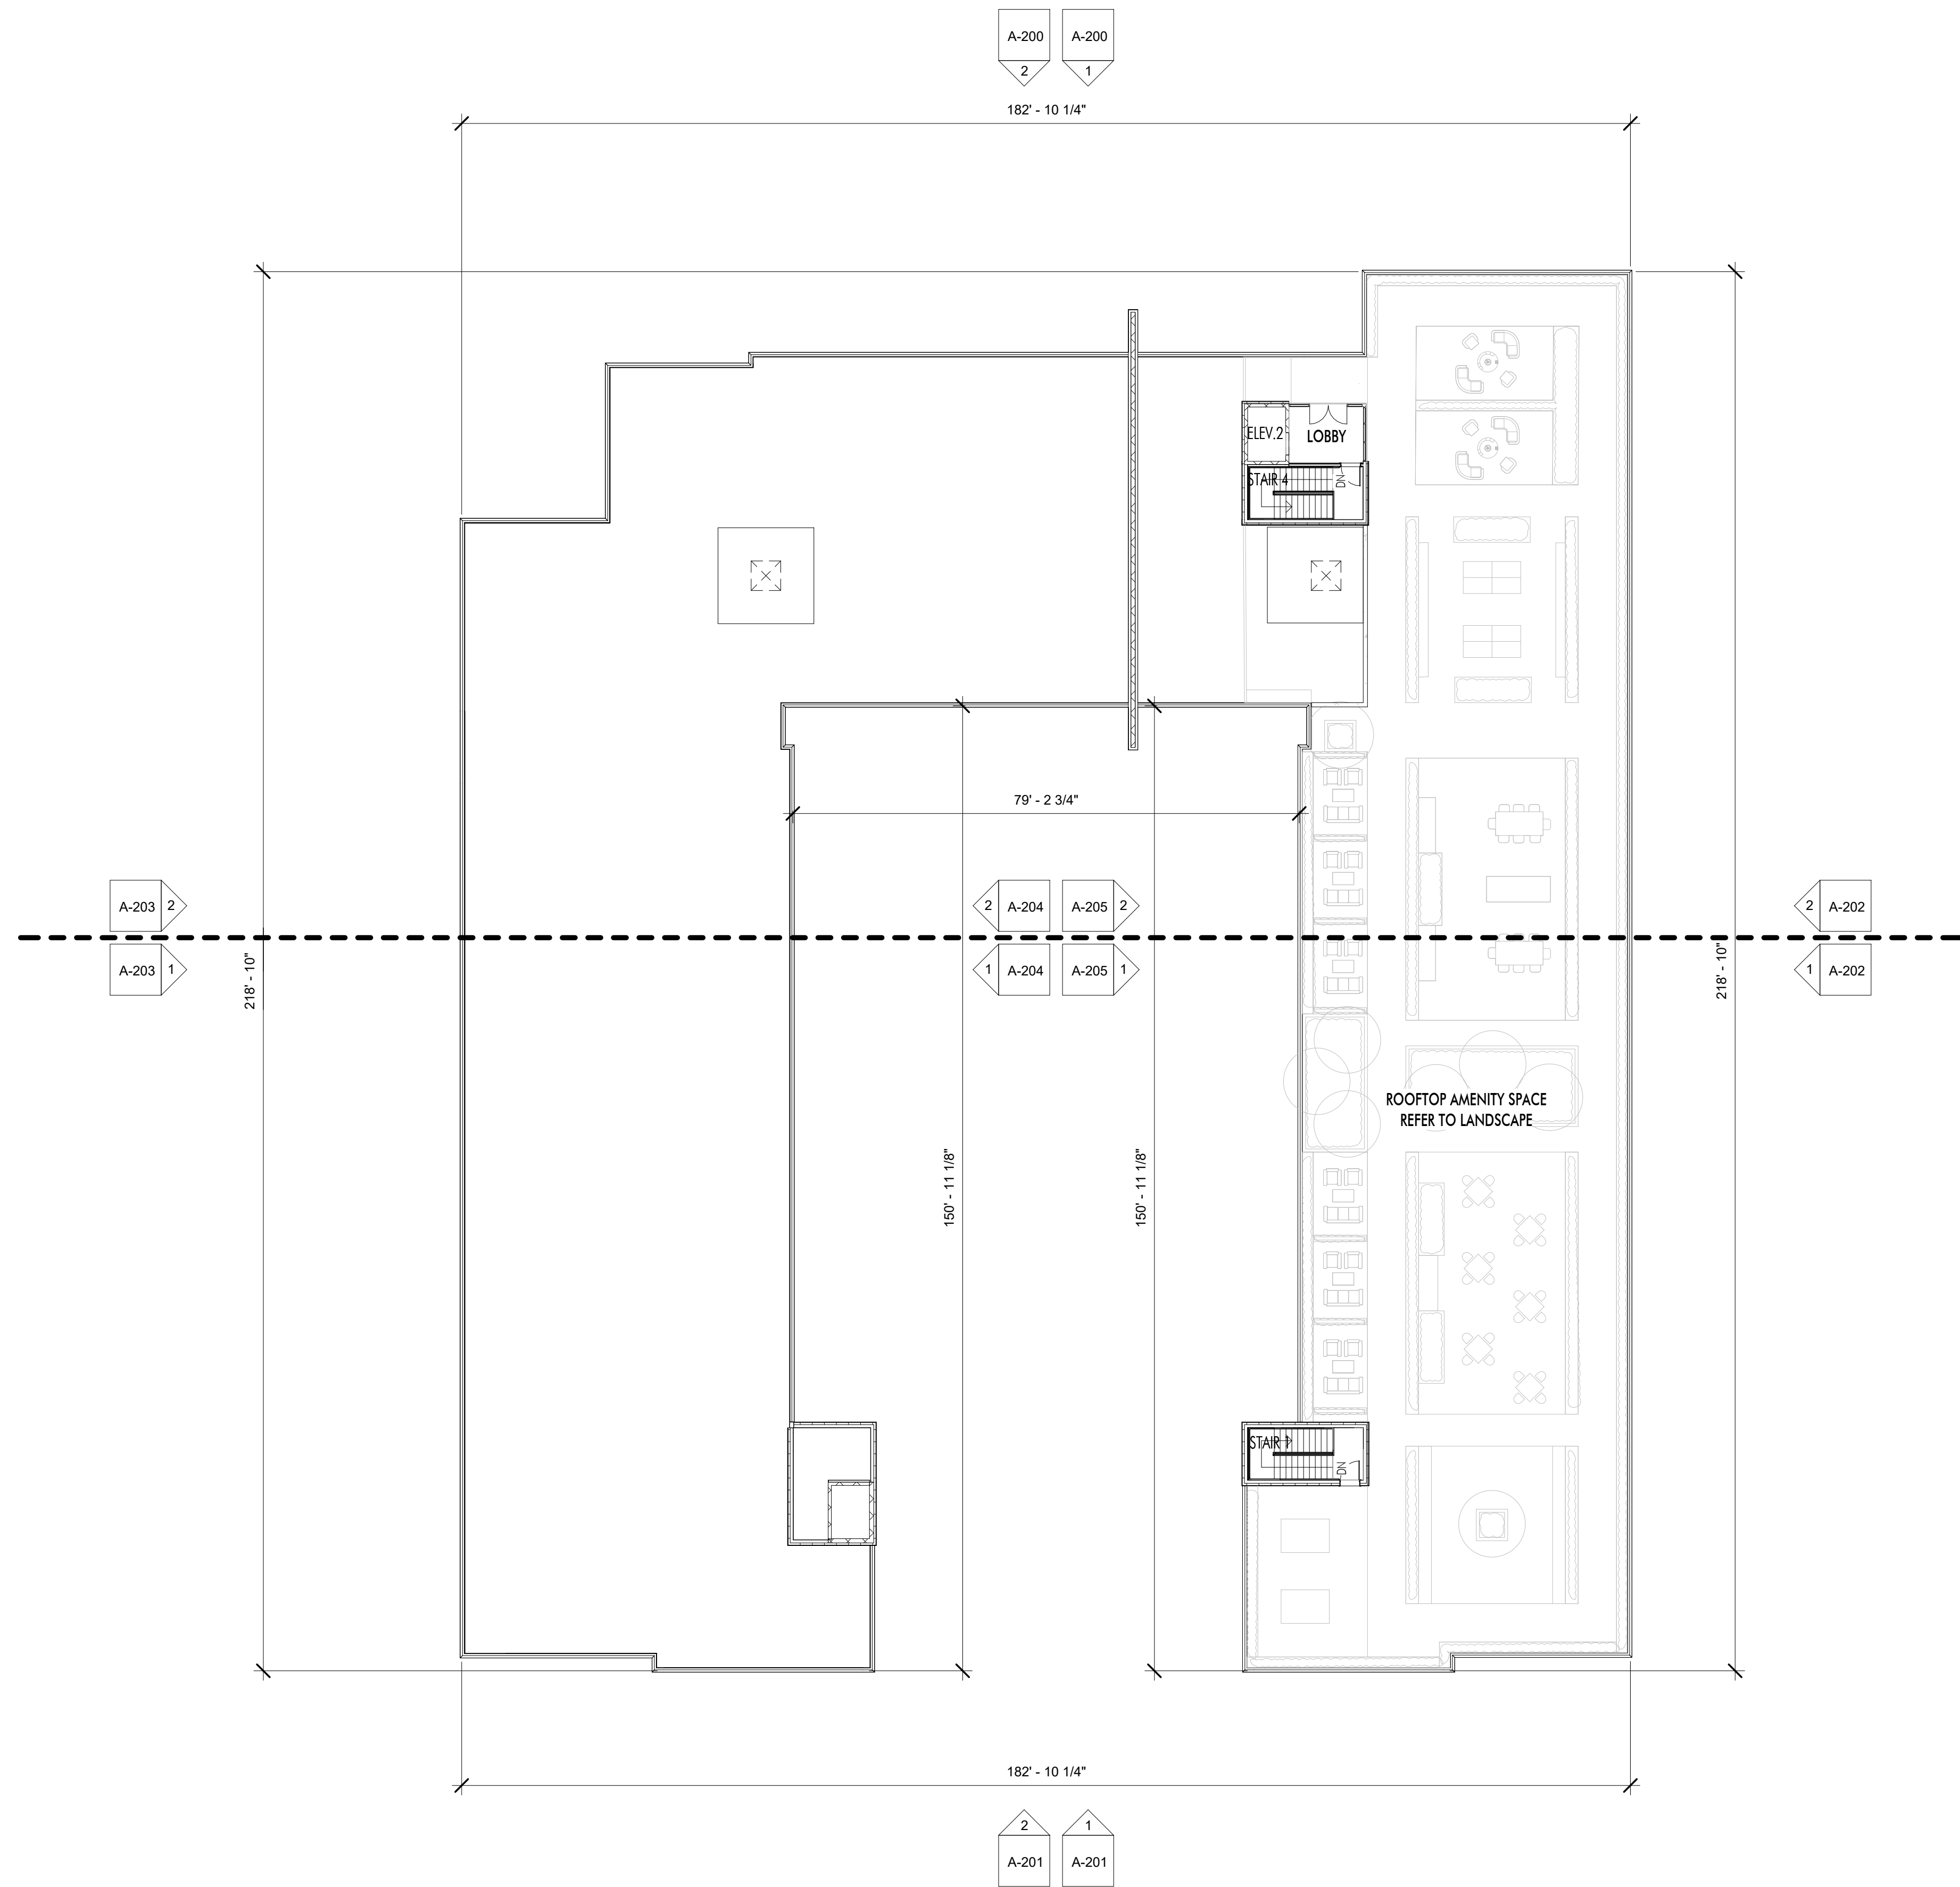 A-200
A-200
2
1
182' - 10 1/4"
ELEV.2
LOBBY
STAIR 4
DN
79' - 2 3/4"
A-203
2
2
A-204
A-205
2
2
A-202
A-203
1
1
A-204
A-205
1
1
A-202
218' - 10"
218' - 10"
ROOFTOP AMENITY SPACE
REFER TO LANDSCAPE
150' - 11 1/8"
150' - 11 1/8"
STAIR 1
DN
182' - 10 1/4"
2
1
A-201
A-201